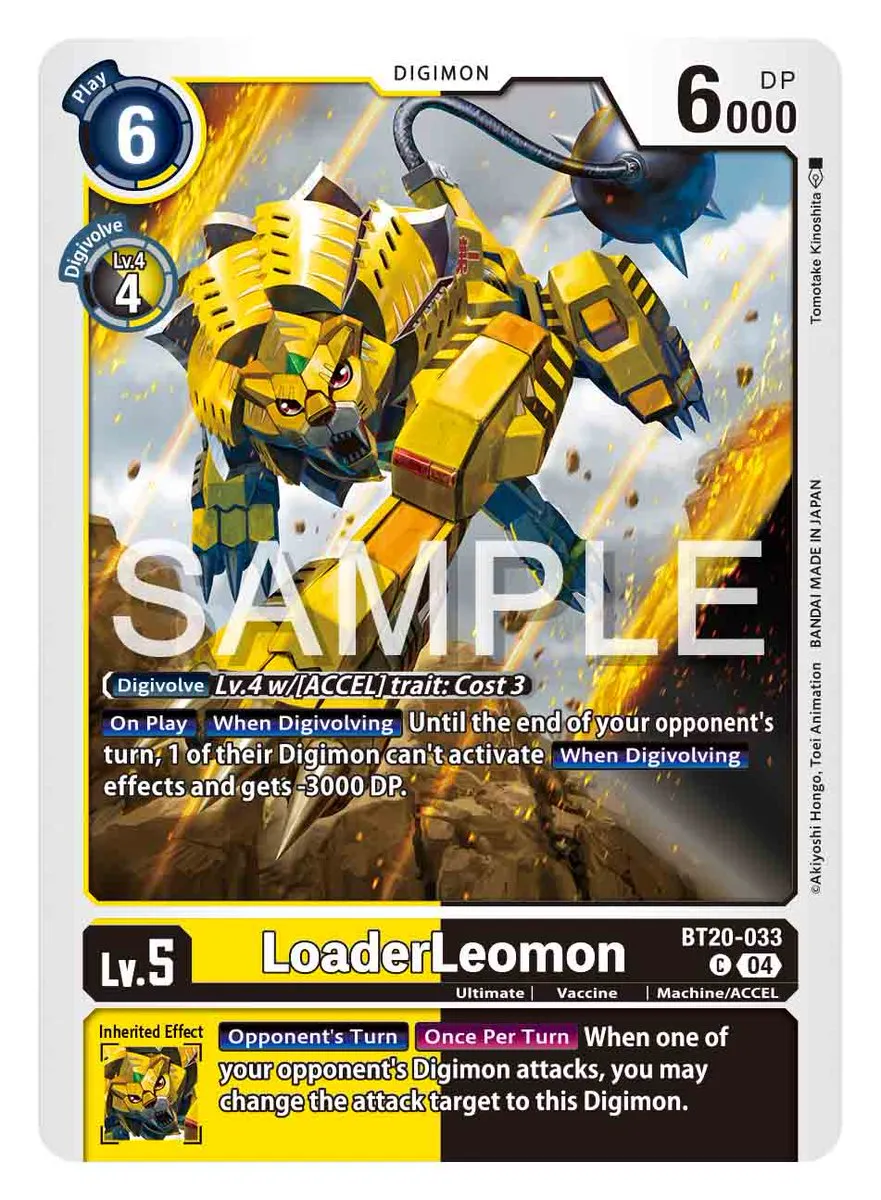 DIGIMON
Play
6
6000
DP
Digivolve
Lv.4
4
Tomotake Kinoshita
©Akiyoshi Hongo, Toei Animation BANDAI MADE IN JAPAN
SAMPLE
Digivolve Lv.4 w/[ACCEL] trait: Cost 3
On Play When Digivolving Until the end of your opponent's
turn, 1 of their Digimon can't activate When Digivolving
effects and gets -3000 DP.
Lv.5
LoaderLeomon
BT20-033
C 04
Ultimate | Vaccine | Machine/ACCEL
Inherited Effect
Opponent's Turn Once Per Turn When one of
your opponent's Digimon attacks, you may
change the attack target to this Digimon.